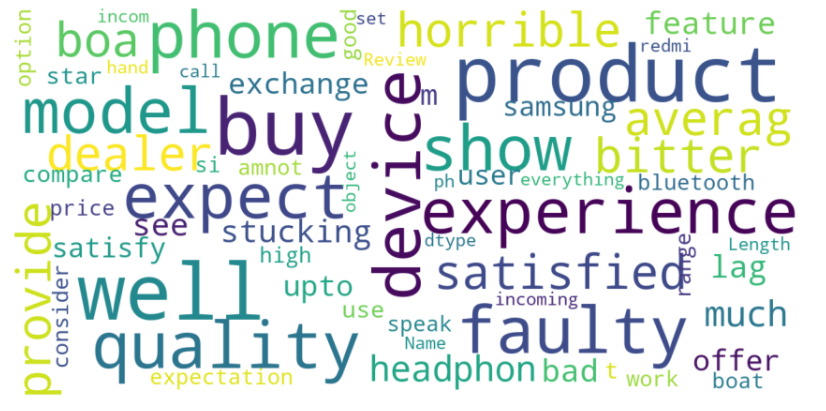 option
incom
boa
phone
good
set
horrible
feature
Review
redmi
star
hand
call
exchange
product
model
buy
m
samsung
averag
dealer
si
amnot
device
show
bitter
compare
object
ph
user
everything
bluetooth
expect
experience
price
see
stucking
provide
satisfy
high
dtype
satisfied
range
Length
lag
consider
well
upto
incoming
use
speak
faulty
much
quality
Name
offer
expectation
headphon
bad
t
work
boat